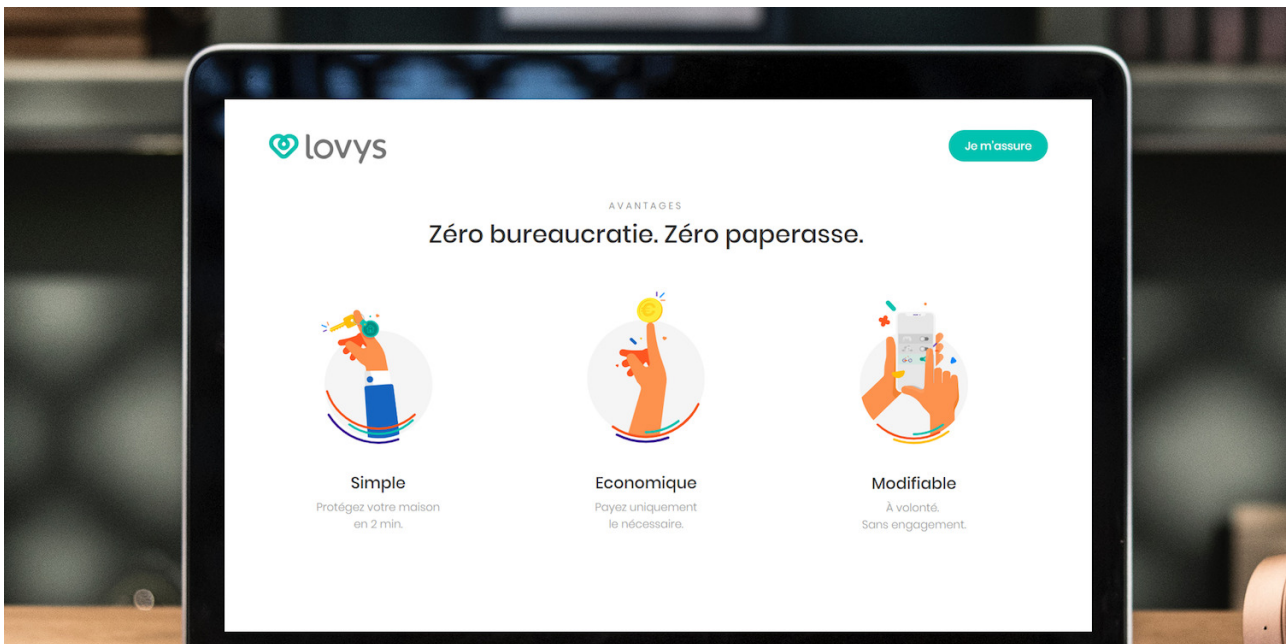 lovys
Je m'assure
AVANTAGES
Zéro bureaucratie. Zéro paperasse.
Simple
Protégez votre maison
en 2 min.
Economique
Payez uniquement
le nécessaire.
Modifiable
À volonté.
Sans engagement.